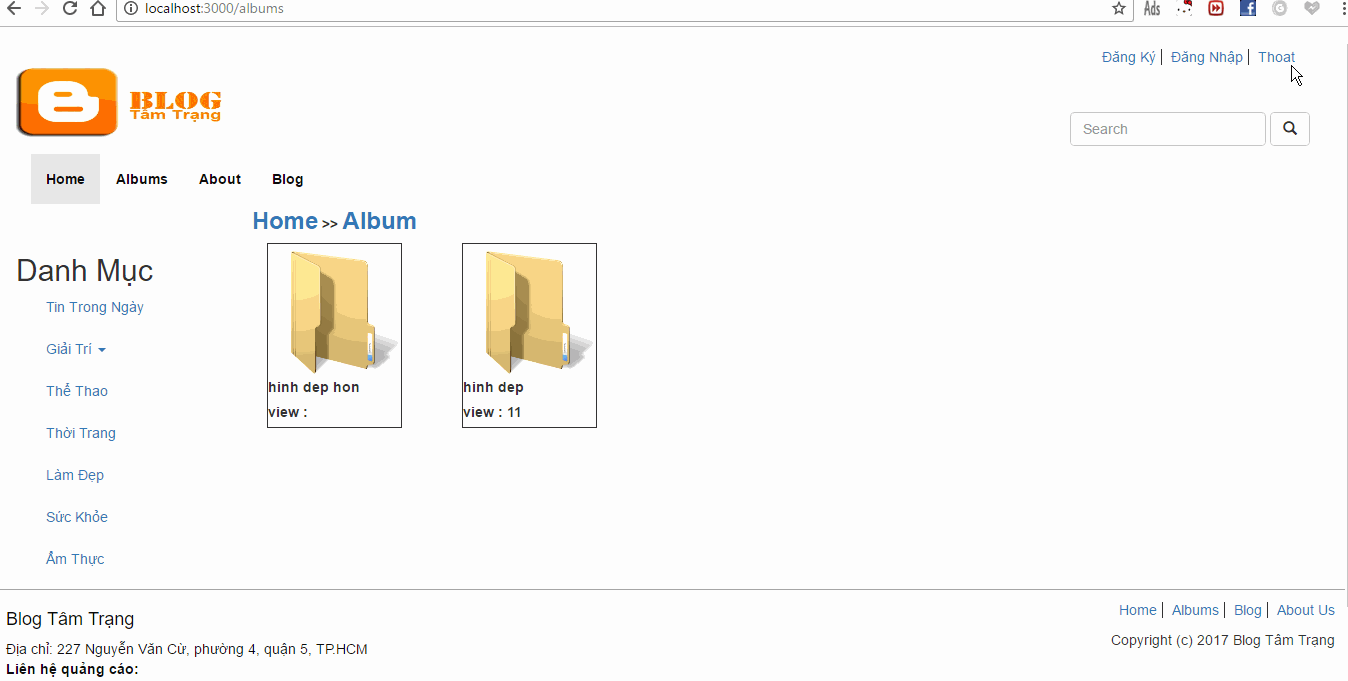 localhost:3000/albums
Ads
Đăng Ký Đăng Nhập Thoat
BLOG
Tâm Trạng
Search
Home Albums About Blog
Home >> Album
Danh Mục
Tin Trong Ngày
Giải Trí
Thể Thao
Thời Trang
Làm Đẹp
Sức Khỏe
Ẩm Thực
hinh dep hon
view :
hinh dep
view : 11
Blog Tâm Trạng
Địa chỉ: 227 Nguyễn Văn Cừ, phường 4, quận 5, TP.HCM
Liên hệ quảng cáo:
Home Albums Blog About Us
Copyright (c) 2017 Blog Tâm Trạng